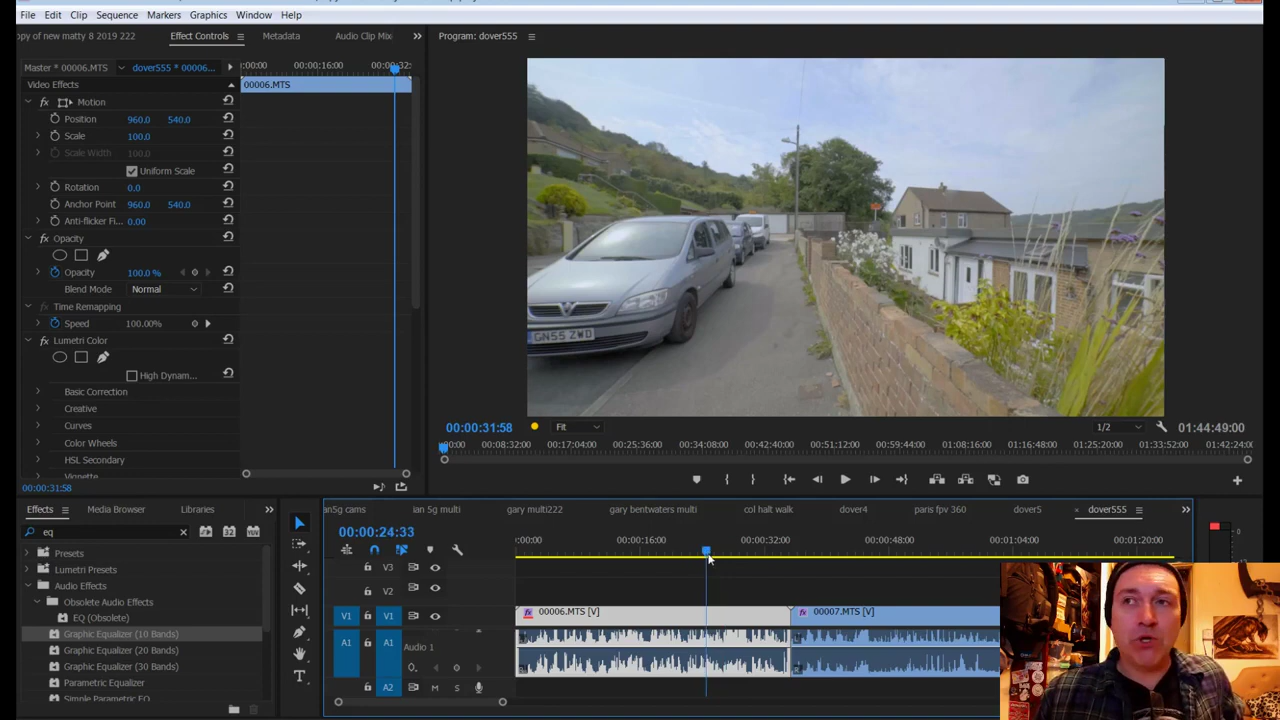 File Edit Clip Sequence Markers Graphics Window Help
opy of new matty 8 2019 222 Effect Controls Metadata Audio Clip Mix
Program: dover555
Master * 00006.MTS dover555 * 00006...
:00:00 00:00:16:00 00:00:32:
Video Effects 00006.MTS
fx Motion
Position 960.0 540.0
Scale 100.0
Scale Width 100.0
Uniform Scale
Rotation 0.0
Anchor Point 960.0 540.0
Anti-flicker Fi... 0.00
fx Opacity
Opacity 100.0 %
Blend Mode Normal
fx Time Remapping
Speed 100.00%
fx Lumetri Color
High Dynam...
Basic Correction
Creative
Curves
Color Wheels
HSL Secondary
Vignette
00:00:31:58
GN55 ZWD
00:00:31:58 Fit 1/2 01:44:49:00
:00:00 00:08:32:00 00:17:04:00 00:25:36:00 00:34:08:00 00:42:40:00 00:51:12:00 00:59:44:00 01:08:16:00 01:16:48:00 01:25:20:00 01:33:52:00 01:42:24:00
Effects Media Browser Libraries
eq
Presets
Lumetri Presets
Audio Effects
Obsolete Audio Effects
EQ (Obsolete)
Graphic Equalizer (10 Bands)
Graphic Equalizer (20 Bands)
Graphic Equalizer (30 Bands)
Parametric Equalizer
Simple Parametric EQ
ian5g cams ian 5g multi gary multi222 gary bentwaters multi col halt walk dover4 paris fpv 360 dover5 dover555
00:00:24:33
:00:00 00:00:16:00 00:00:32:00 00:00:48:00 00:01:04:00 00:01:20:00
V3
V2
V1 V1 fx 00006.MTS [V] fx 00007.MTS [V]
A1 A1 Audio 1
0.
A2 M S
0